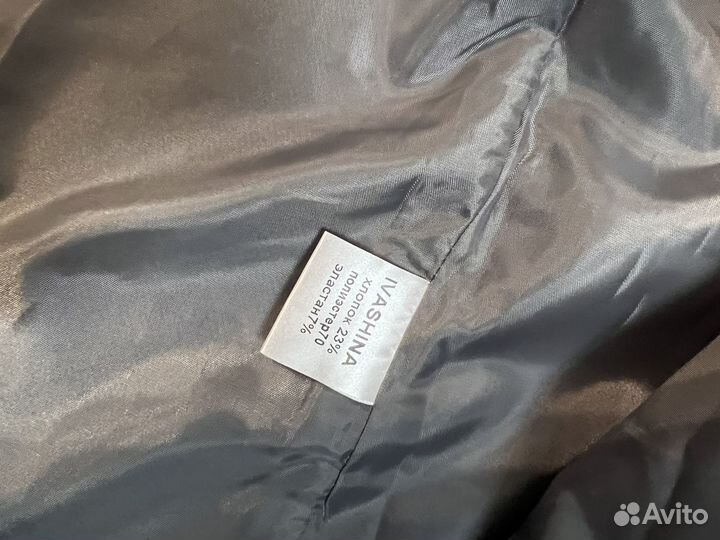 IVASHINA
хлопок 23%
полиэстер70
эластан7%
Avito